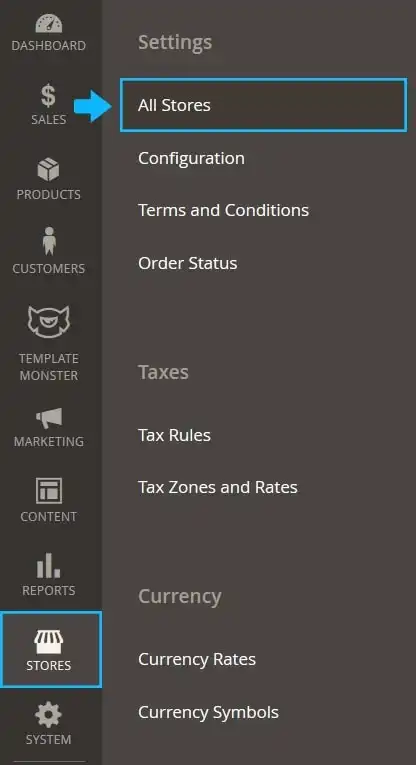 DASHBOARD
$
SALES
PRODUCTS
CUSTOMERS
TEMPLATE
MONSTER
MARKETING
CONTENT
REPORTS
STORES
SYSTEM
Settings
All Stores
Configuration
Terms and Conditions
Order Status
Taxes
Tax Rules
Tax Zones and Rates
Currency
Currency Rates
Currency Symbols